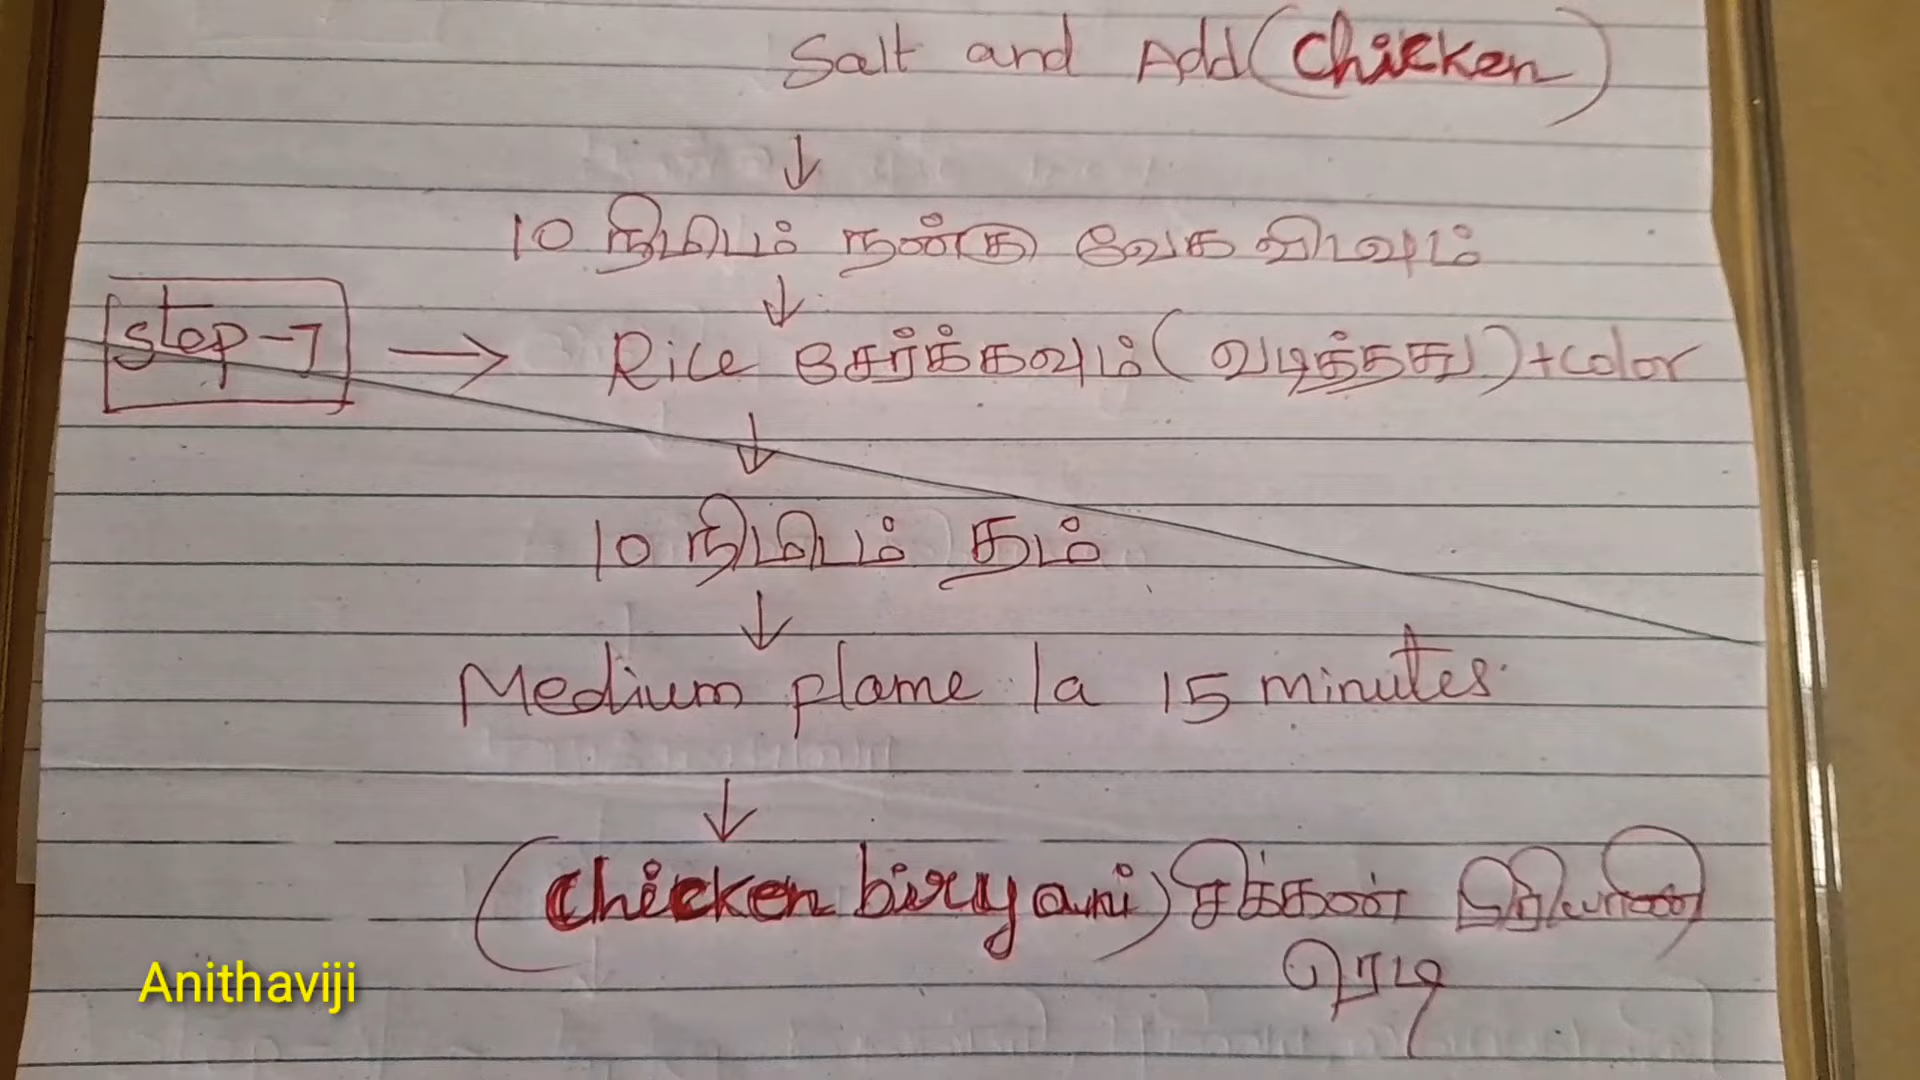 Salt and Add (Chicken)
↓
10 நிமிடம் நன்கு வேக விடவும்
↓
Step-7 → Rice சேர்க்கவும் (வடித்தது) + color
↓
10 நிமிடம் தம்
↓
Medium plame la 15 minutes.
↓
(Chicken biryani) சிக்கன் பிரியாணி
ரெடி
Anithaviji